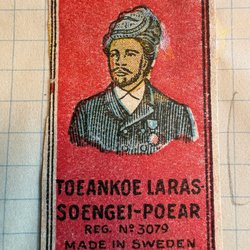 TOEANKOE LARAS-
SOENGEI-POEAR
REG. Nº 3079
MADE IN SWEDEN